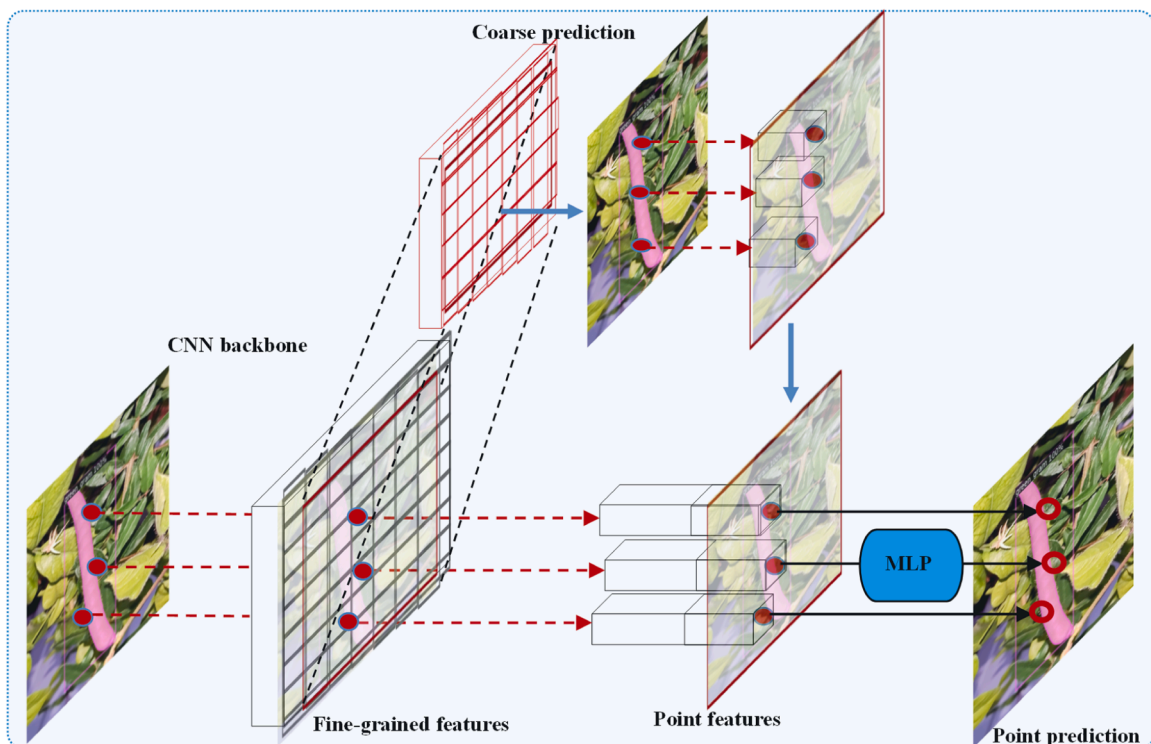 Coarse prediction
CNN backbone
MLP
Fine-grained features
Point features
Point prediction